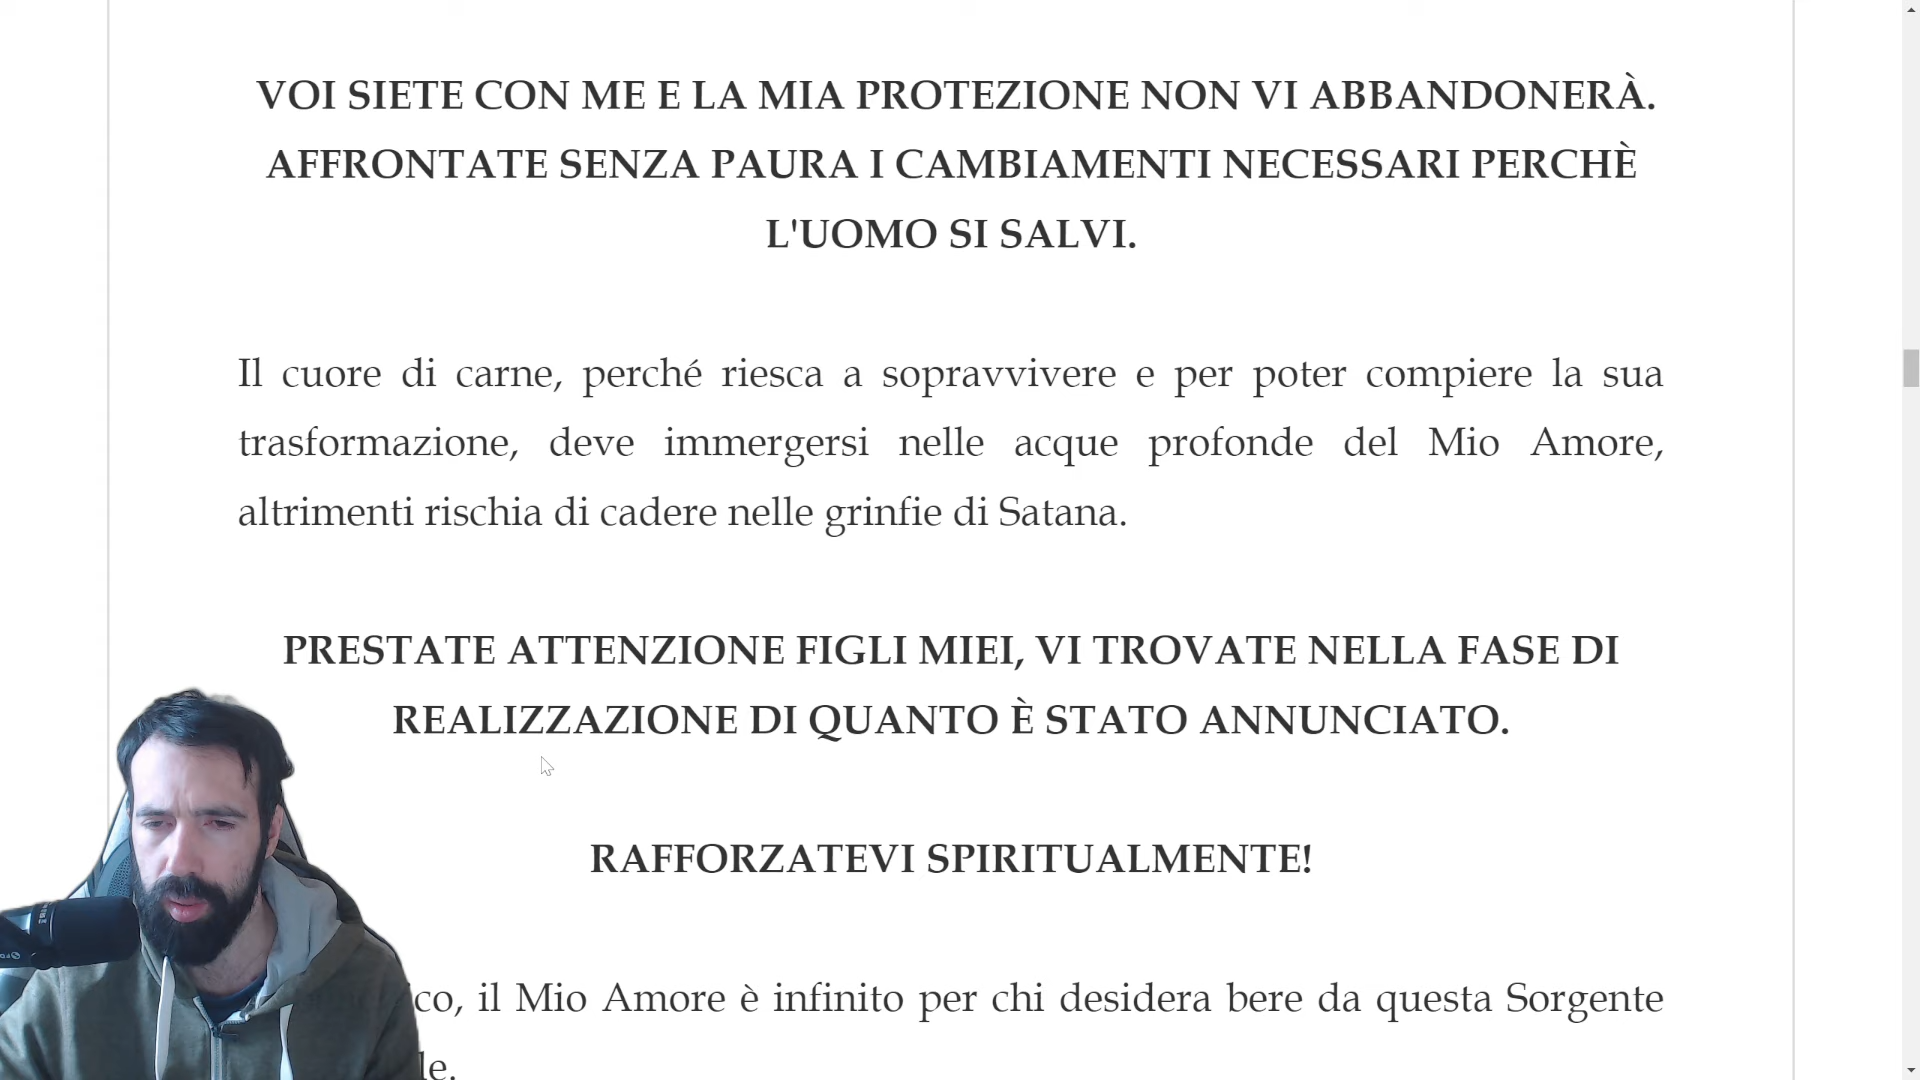 VOI SIETE CON ME E LA MIA PROTEZIONE NON VI ABBANDONERÀ.
AFFRONTATE SENZA PAURA I CAMBIAMENTI NECESSARI PERCHÈ
L'UOMO SI SALVI.
Il cuore di carne, perché riesca a sopravvivere e per poter compiere la sua
trasformazione, deve immergersi nelle acque profonde del Mio Amore,
altrimenti rischia di cadere nelle grinfie di Satana.
PRESTATE ATTENZIONE FIGLI MIEI, VI TROVATE NELLA FASE DI
REALIZZAZIONE DI QUANTO È STATO ANNUNCIATO.
RAFFORZATEVI SPIRITUALMENTE!
il Mio Amore è infinito per chi desidera bere da questa Sorgente